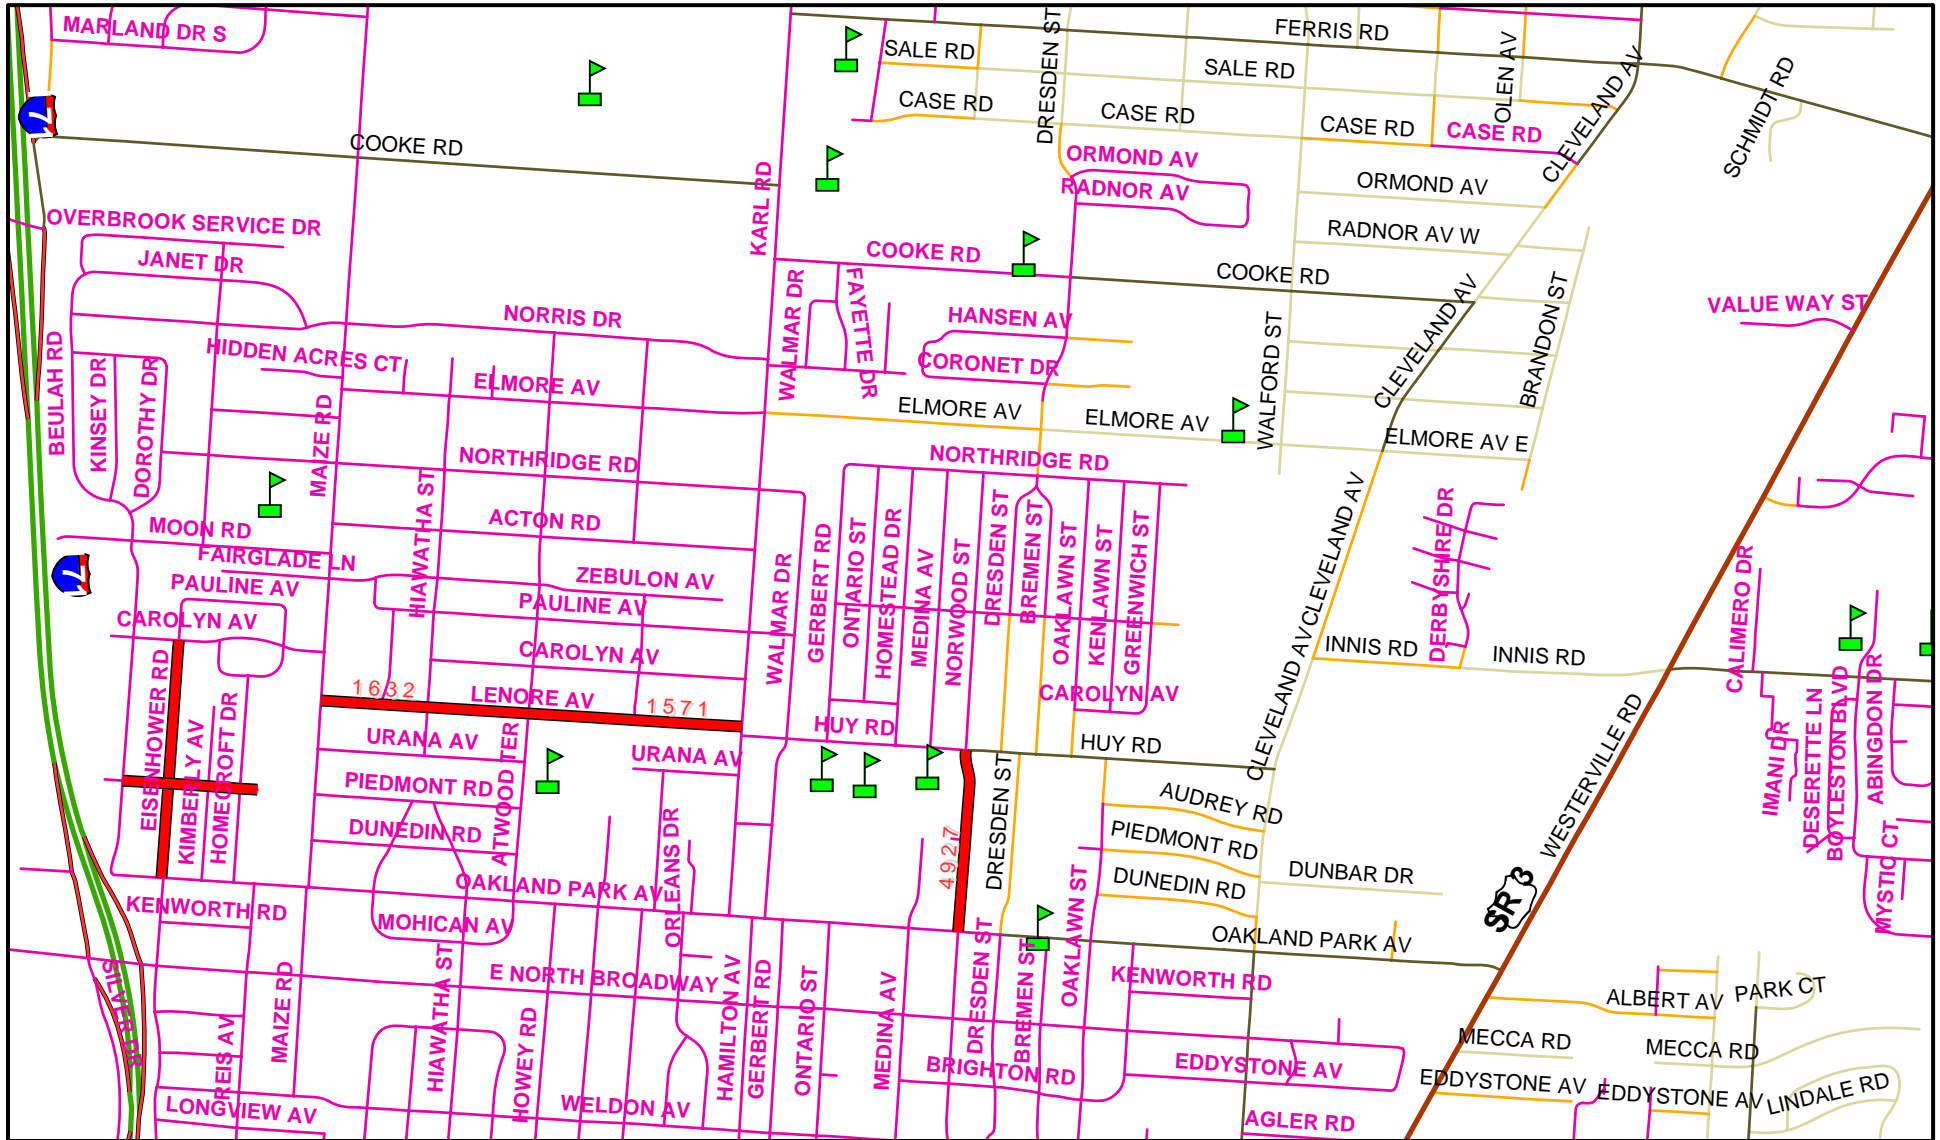 MARLAND DR S
FERRIS RD
SALE RD
DRESDEN ST
SALE RD
OLEN AV
CLEVELAND AV
SCHMIDT RD
CASE RD
CASE RD
CASE RD
CASE RD
7
COOKE RD
KARL RD
ORMOND AV
RADNOR AV
ORMOND AV
OVERBROOK SERVICE DR
RADNOR AV W
JANET DR
COOKE RD
COOKE RD
WALMAR DR
FAYETTE DR
NORRIS DR
HANSEN AV
CLEVELAND AV
BRANDON ST
VALUE WAY ST
BEULAH RD
KINSEY DR
DOROTHY DR
HIDDEN ACRES CT
ELMORE AV
CORONET DR
WALFORD ST
MAIZE RD
ELMORE AV
ELMORE AV
ELMORE AV E
NORTHRIDGE RD
NORTHRIDGE RD
HIAWATHA ST
MOON RD
ACTON RD
FAIRGLADE LN
ZEBULON AV
PAULINE AV
PAULINE AV
7
CAROLYN AV
CAROLYN AV
WALMAR DR
GERBERT RD
ONTARIO ST
HOMESTEAD DR
MEDINA AV
NORWOOD ST
DRESDEN ST
BREMEN ST
OAKLAWN ST
KENLAWN ST
GREENWICH ST
CLEVELAND AV
CLEVELAND AV
DERBYSHIRE DR
INNIS RD
INNIS RD
CALIMERO DR
1632
LENORE AV
1571
CAROLYN AV
EISENHOWER RD
KIMBERLY AV
HOMECROFT DR
URANA AV
URANA AV
HUY RD
HUY RD
WESTERVILLE RD
IMANI DR
DESERETTE LN
BOYLESTON BLVD
ABINGDON DR
MYSTIC CT
PIEDMONT RD
ATWOOD TER
DUNEDIN RD
ORLEANS DR
4927
DRESDEN ST
AUDREY RD
PIEDMONT RD
DUNEDIN RD
DUNBAR DR
OAKLAND PARK AV
SR 3
KENWORTH RD
MOHICAN AV
OAKLAWN ST
OAKLAND PARK AV
SILVER DR
MAIZE RD
HIAWATHA ST
E NORTH BROADWAY
HAMILTON AV
GERBERT RD
ONTARIO ST
MEDINA AV
DRESDEN ST
BREMEN ST
KENWORTH RD
ALBERT AV
PARK CT
REIS AV
HOWEY RD
BRIGHTON RD
EDDYSTONE AV
MECCA RD
MECCA RD
EDDYSTONE AV
EDDYSTONE AV
LINDALE RD
LONGVIEW AV
WELDON AV
AGLER RD